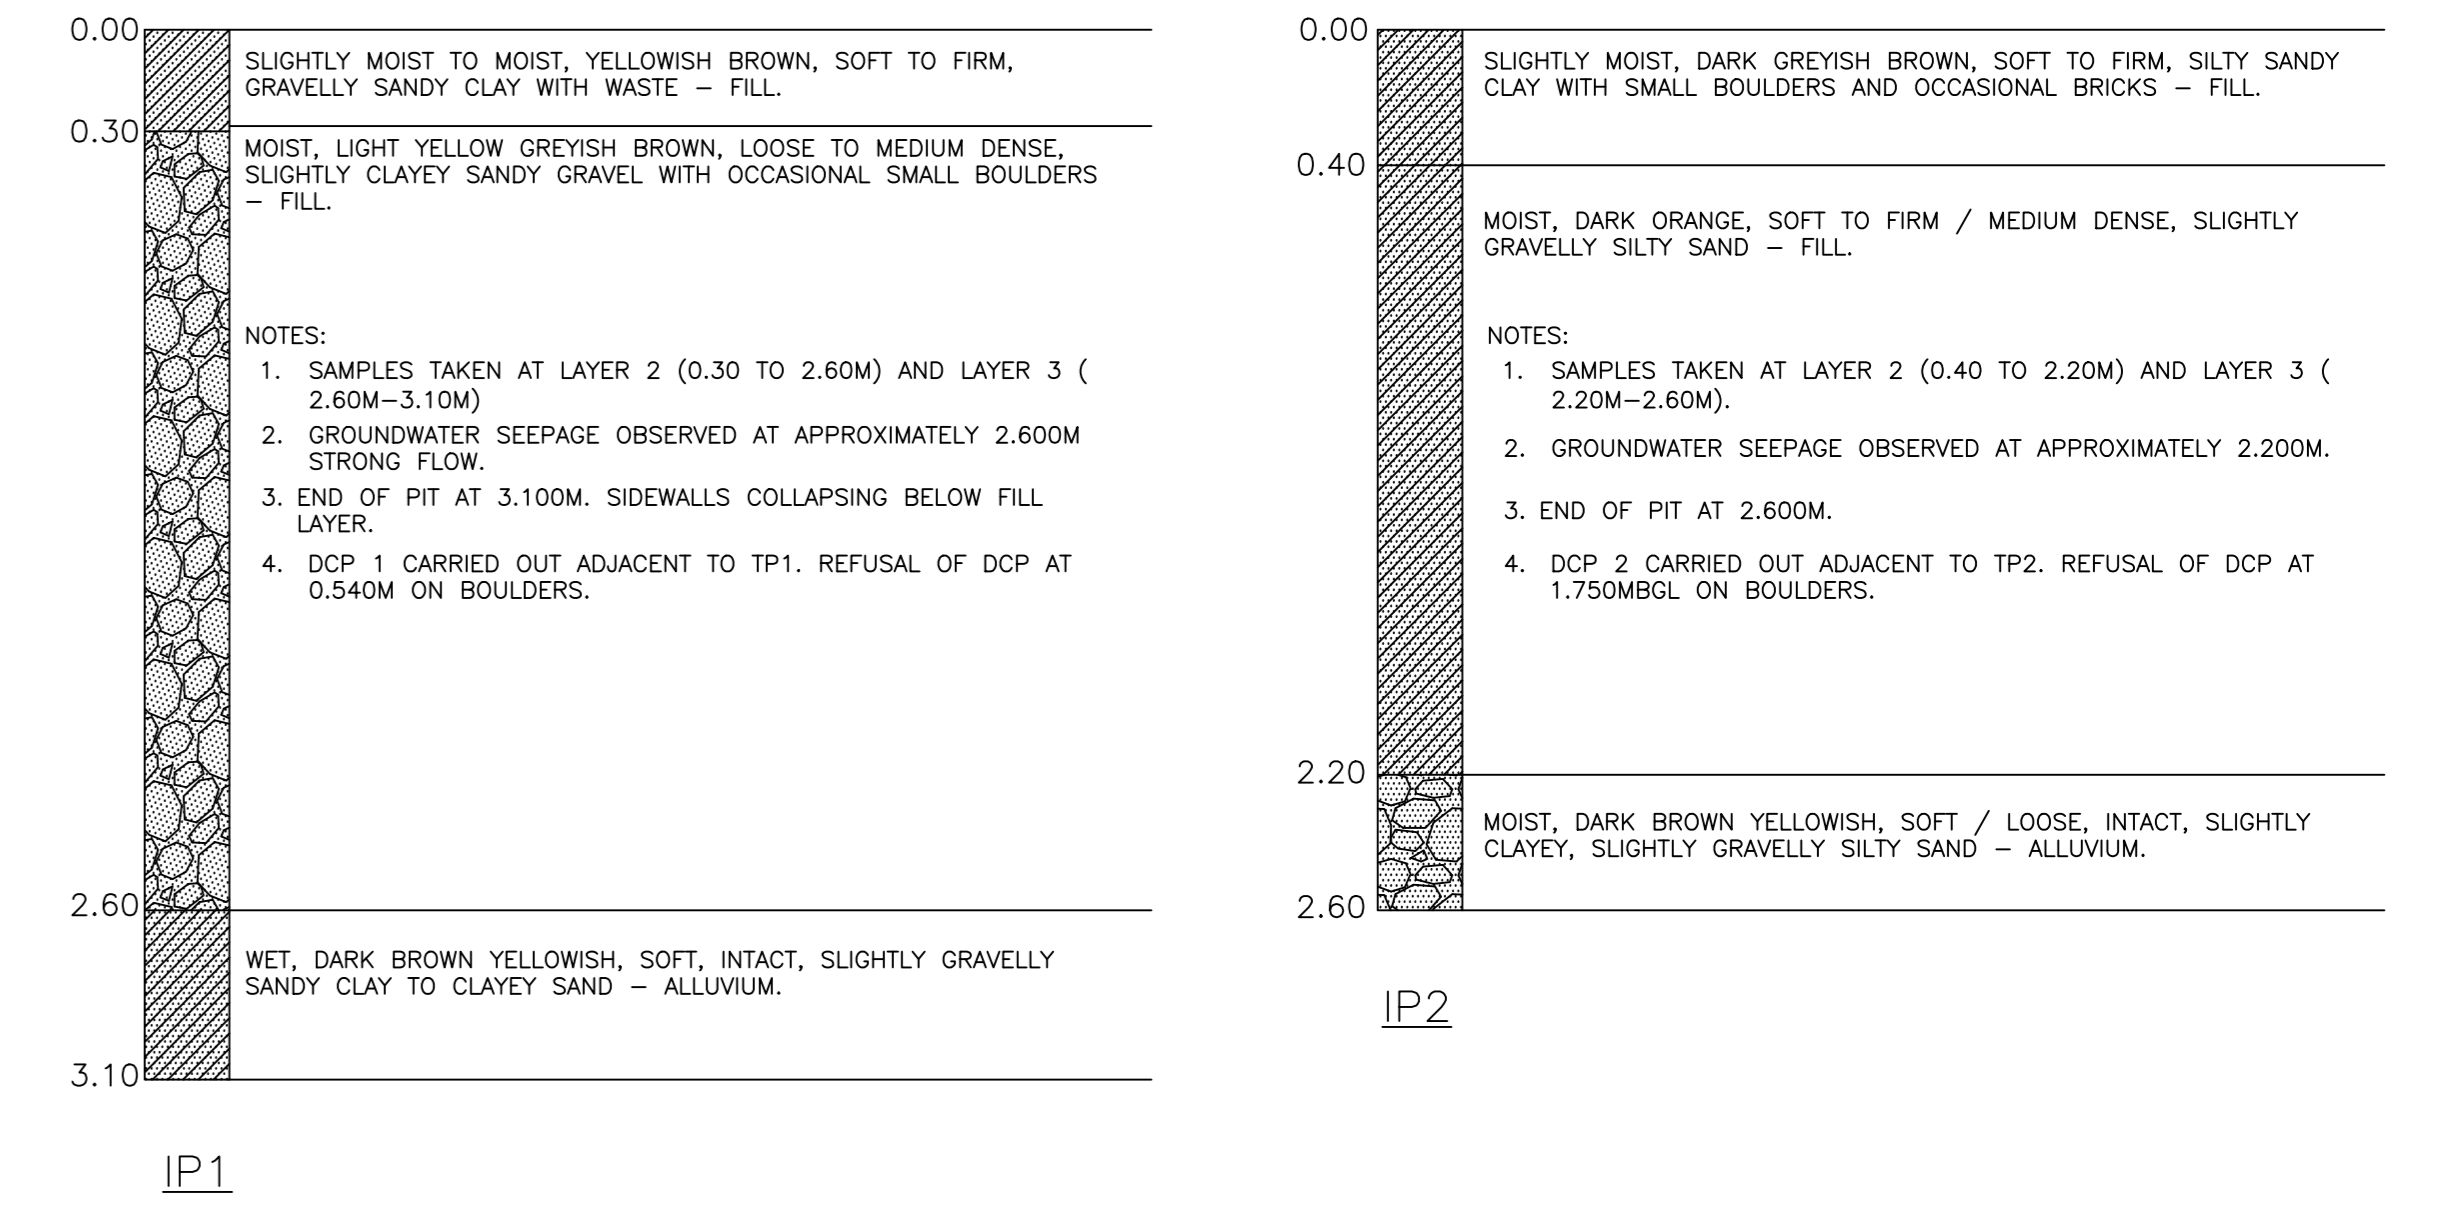 0.00
SLIGHTLY MOIST TO MOIST, YELLOWISH BROWN, SOFT TO FIRM,
GRAVELLY SANDY CLAY WITH WASTE – FILL.
0.30
MOIST, LIGHT YELLOW GREYISH BROWN, LOOSE TO MEDIUM DENSE,
SLIGHTLY CLAYEY SANDY GRAVEL WITH OCCASIONAL SMALL BOULDERS
– FILL.
NOTES:
1. SAMPLES TAKEN AT LAYER 2 (0.30 TO 2.60M) AND LAYER 3 (
2.60M–3.10M)
2. GROUNDWATER SEEPAGE OBSERVED AT APPROXIMATELY 2.600M
STRONG FLOW.
3. END OF PIT AT 3.100M. SIDEWALLS COLLAPSING BELOW FILL
LAYER.
4. DCP 1 CARRIED OUT ADJACENT TO TP1. REFUSAL OF DCP AT
0.540M ON BOULDERS.
2.60
WET, DARK BROWN YELLOWISH, SOFT, INTACT, SLIGHTLY GRAVELLY
SANDY CLAY TO CLAYEY SAND – ALLUVIUM.
3.10
IP1
0.00
SLIGHTLY MOIST, DARK GREYISH BROWN, SOFT TO FIRM, SILTY SANDY
CLAY WITH SMALL BOULDERS AND OCCASIONAL BRICKS – FILL.
0.40
MOIST, DARK ORANGE, SOFT TO FIRM / MEDIUM DENSE, SLIGHTLY
GRAVELLY SILTY SAND – FILL.
NOTES:
1. SAMPLES TAKEN AT LAYER 2 (0.40 TO 2.20M) AND LAYER 3 (
2.20M–2.60M).
2. GROUNDWATER SEEPAGE OBSERVED AT APPROXIMATELY 2.200M.
3. END OF PIT AT 2.600M.
4. DCP 2 CARRIED OUT ADJACENT TO TP2. REFUSAL OF DCP AT
1.750MBGL ON BOULDERS.
2.20
MOIST, DARK BROWN YELLOWISH, SOFT / LOOSE, INTACT, SLIGHTLY
CLAYEY, SLIGHTLY GRAVELLY SILTY SAND – ALLUVIUM.
2.60
IP2